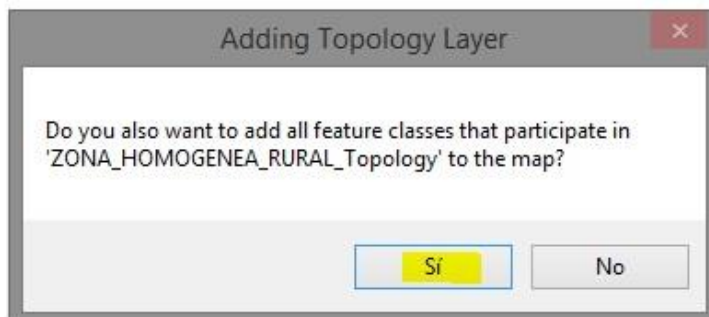 Adding Topology Layer
Do you also want to add all feature classes that participate in
'ZONA_HOMOGENEA_RURAL_Topology' to the map?
Sí
No